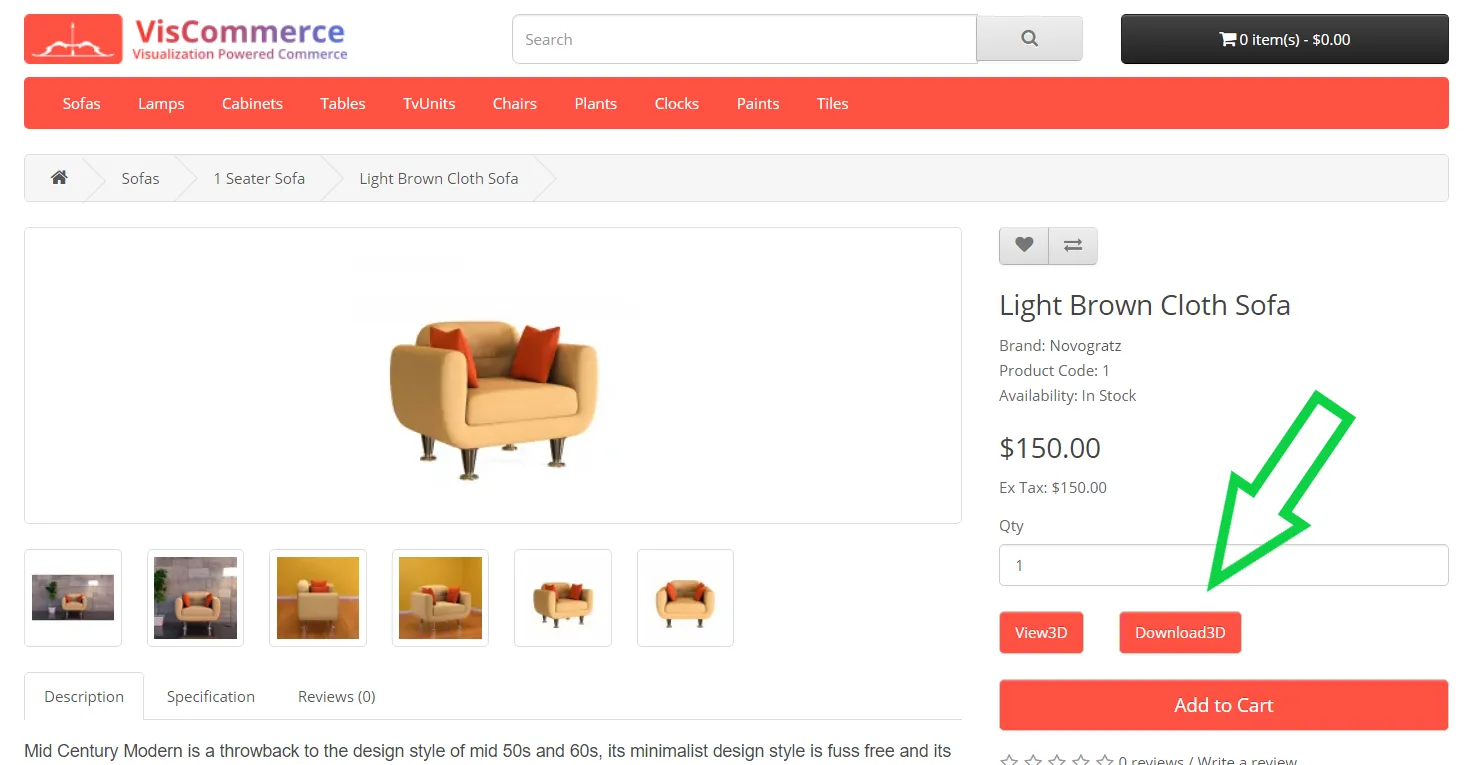 VisCommerce
Visualization Powered Commerce
Search
0 item(s) - $0.00
Sofas Lamps Cabinets Tables TvUnits Chairs Plants Clocks Paints Tiles
Sofas 1 Seater Sofa Light Brown Cloth Sofa
Light Brown Cloth Sofa
Brand: Novogratz
Product Code: 1
Availability: In Stock
$150.00
Ex Tax: $150.00
Qty
1
View3D Download3D
Add to Cart
0 reviews / Write a review
Description Specification Reviews (0)
Mid Century Modern is a throwback to the design style of mid 50s and 60s, its minimalist design style is fuss free and its